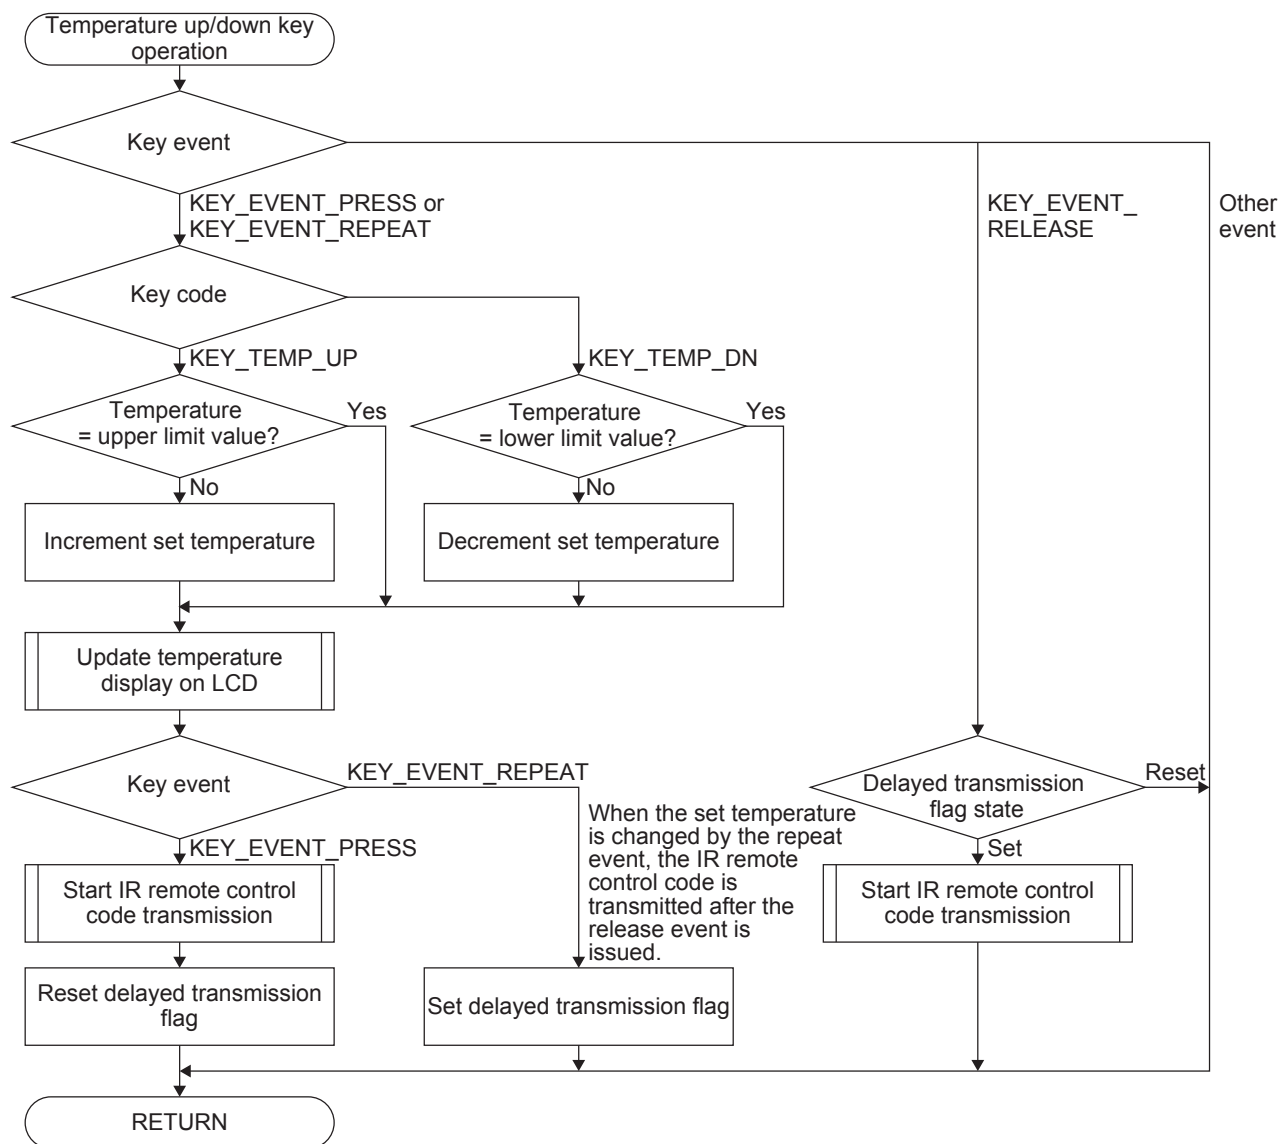 Temperature up/down key
operation
Key event
KEY_EVENT_PRESS or
KEY_EVENT_REPEAT
KEY_EVENT_
RELEASE
Other
event
Key code
KEY_TEMP_UP
KEY_TEMP_DN
Temperature
= upper limit value?
Yes
Temperature
= lower limit value?
Yes
No
No
Increment set temperature
Decrement set temperature
Update temperature
display on LCD
Key event
KEY_EVENT_REPEAT
KEY_EVENT_PRESS
When the set temperature
is changed by the repeat
event, the IR remote
control code is
transmitted after the
release event is
issued.
Delayed transmission
flag state
Reset
Set
Start IR remote control
code transmission
Start IR remote control
code transmission
Reset delayed transmission
flag
Set delayed transmission flag
RETURN